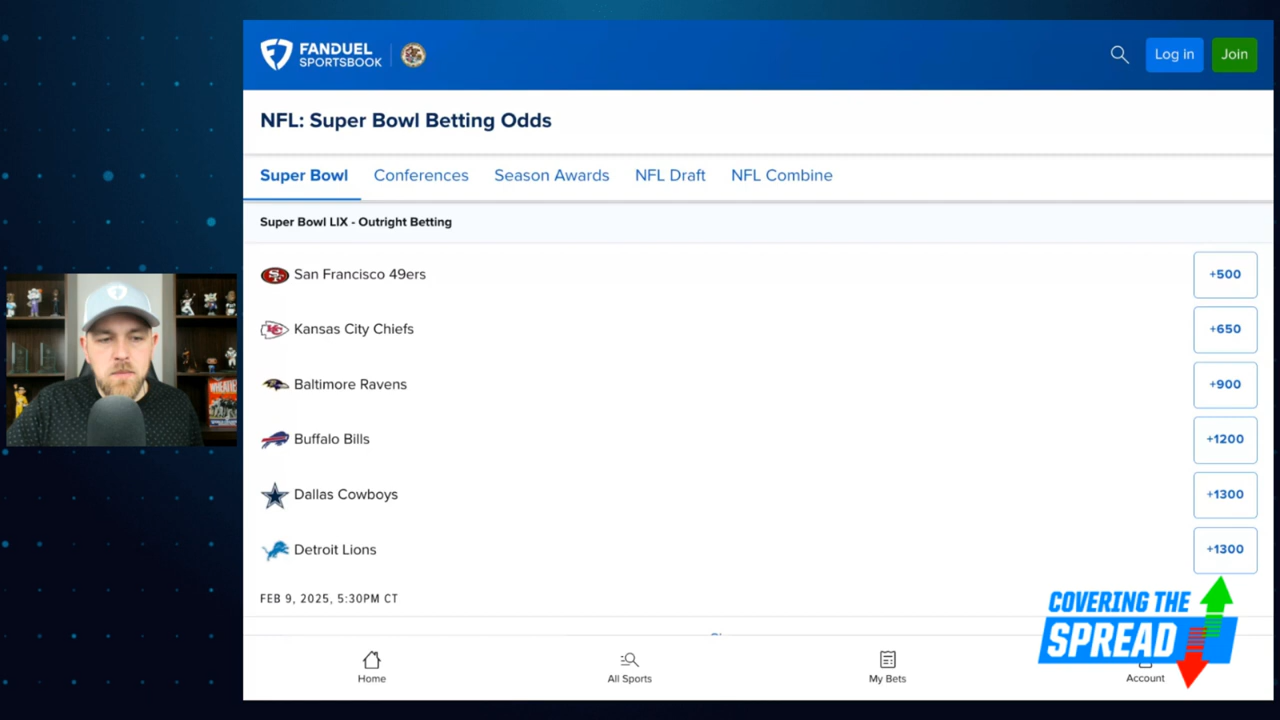 FANDUEL
SPORTSBOOK
Log in
Join
NFL: Super Bowl Betting Odds
Super Bowl
Conferences
Season Awards
NFL Draft
NFL Combine
Super Bowl LIX - Outright Betting
San Francisco 49ers
+500
Kansas City Chiefs
+650
Baltimore Ravens
+900
Buffalo Bills
+1200
Dallas Cowboys
+1300
Detroit Lions
+1300
FEB 9, 2025, 5:30PM CT
COVERING THE
SPREAD
Home
All Sports
My Bets
Account
WHEATIES